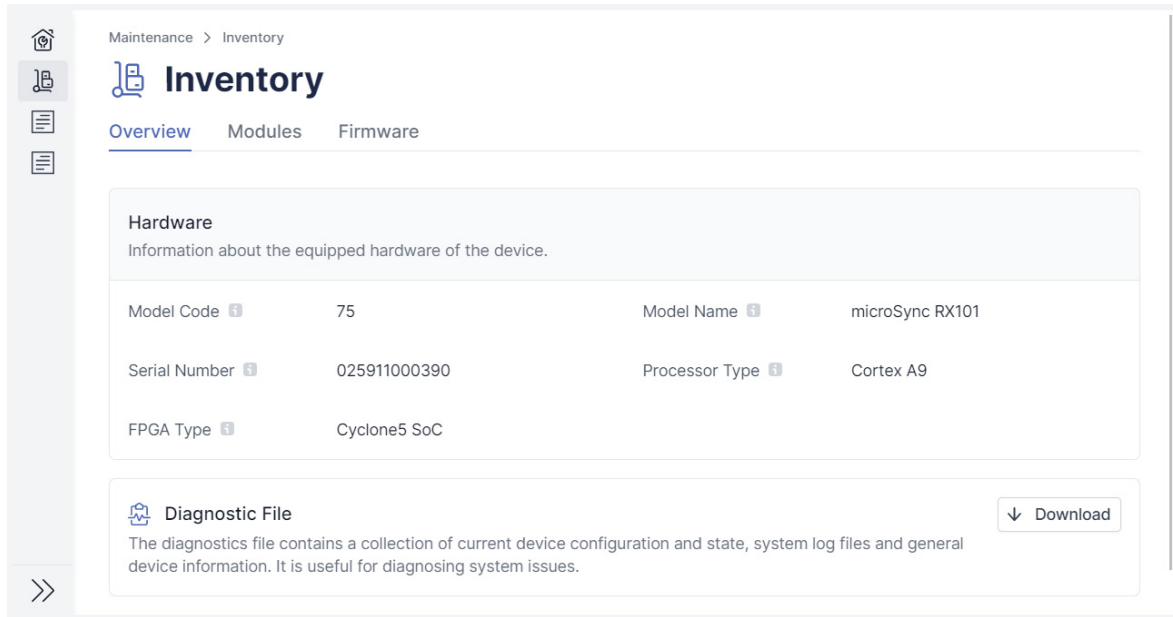 Maintenance > Inventory
Inventory
Overview Modules Firmware
Hardware
Information about the equipped hardware of the device.
Model Code 75 Model Name microSync RX101
Serial Number 025911000390 Processor Type Cortex A9
FPGA Type Cyclone5 SoC
Diagnostic File Download
The diagnostics file contains a collection of current device configuration and state, system log files and general
device information. It is useful for diagnosing system issues.